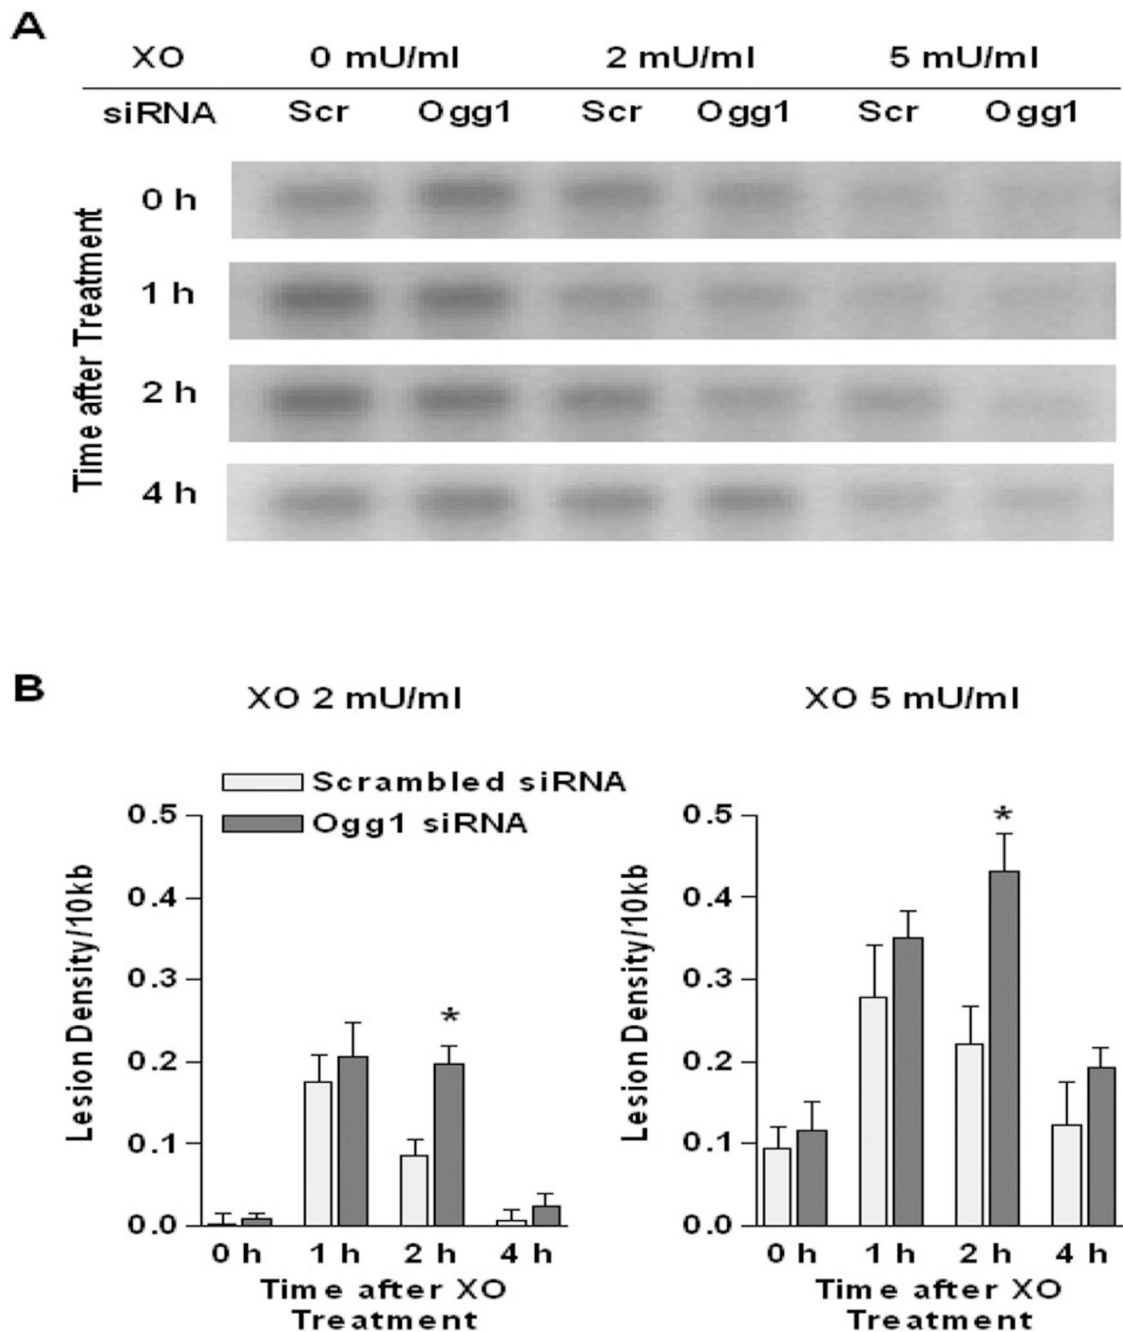 A
XO 0 mU/ml 2 mU/ml 5 mU/ml
siRNA Scr Ogg1 Scr Ogg1 Scr Ogg1
Time after Treatment
0 h
1 h
2 h
4 h
B
XO 2 mU/ml
Scrambled siRNA
Ogg1 siRNA
Lesion Density/10kb
0.5
0.4
0.3
0.2
0.1
0.0
*
0 h 1 h 2 h 4 h
Time after XO
Treatment
XO 5 mU/ml
Lesion Density/10kb
0.5
0.4
0.3
0.2
0.1
0.0
*
0 h 1 h 2 h 4 h
Time after XO
Treatment